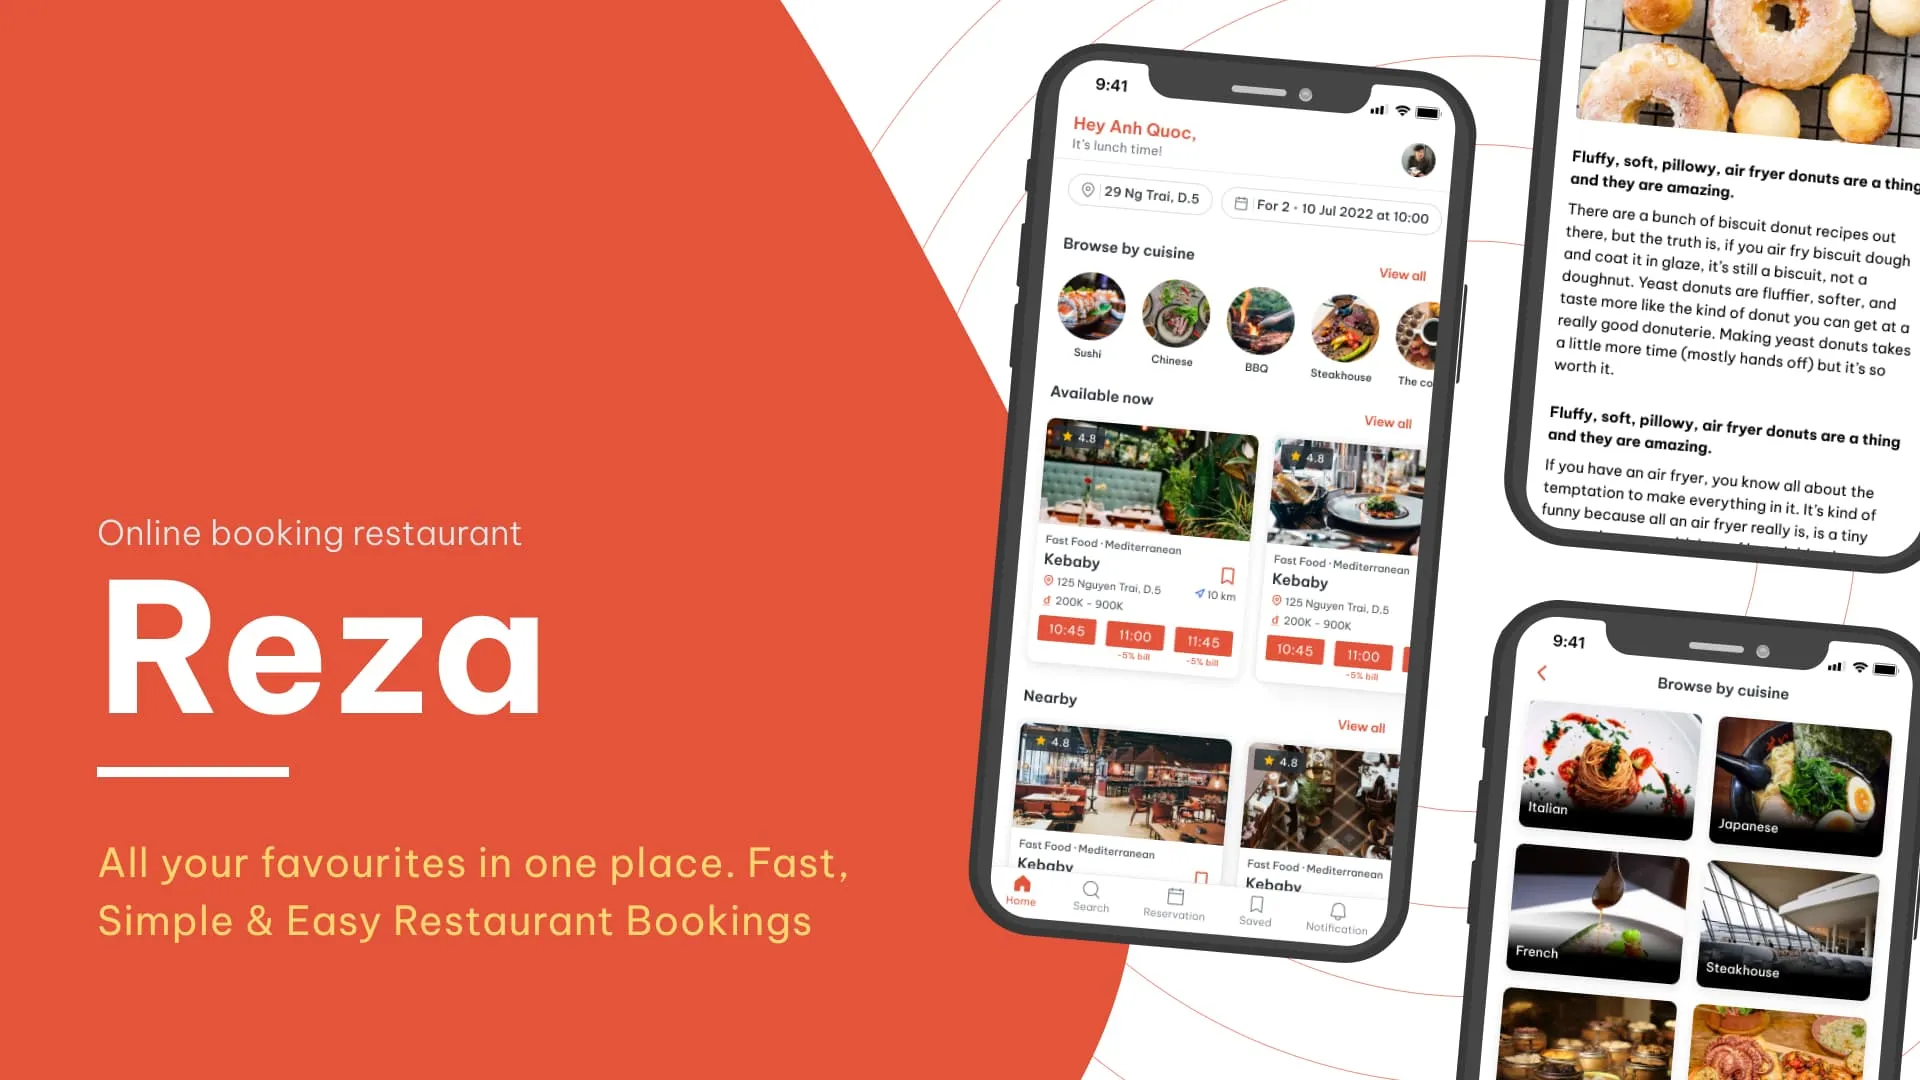 Online booking restaurant
Reza
All your favourites in one place. Fast,
Simple & Easy Restaurant Bookings
9:41
Hey Anh Quoc,
It's lunch time!
29 Ng Trai, D.5
For 2 - 10 Jul 2022 at 10:00
Browse by cuisine
View all
Sushi
Chinese
BBQ
Steakhouse
The co
Available now
View all
4.8
Fast Food · Mediterranean
Kebaby
125 Nguyen Trai, D.5
10 km
đ 200K - 900K
10:45
11:00
11:45
-5% bill
-5% bill
4.8
Fast Food · Mediterranean
Kebaby
125 Nguyen Trai, D.5
đ 200K - 900K
10:45
11:00
-5% bill
Nearby
View all
4.8
Fast Food · Mediterranean
Kebaby
4.8
Fast Food · Mediterranean
Kebaby
Home
Search
Reservation
Saved
Notification
Fluffy, soft, pillowy, air fryer donuts are a thing
and they are amazing.
There are a bunch of biscuit donut recipes out
there, but the truth is, if you air fry biscuit dough
and coat it in glaze, it's still a biscuit, not a
doughnut. Yeast donuts are fluffier, softer, and
taste more like the kind of donut you can get at a
really good donuterie. Making yeast donuts takes
a little more time (mostly hands off) but it's so
worth it.
Fluffy, soft, pillowy, air fryer donuts are a thing
and they are amazing.
If you have an air fryer, you know all about the
temptation to make everything in it. It's kind of
funny because all an air fryer really is, is a tiny
9:41
Browse by cuisine
Italian
Japanese
French
Steakhouse